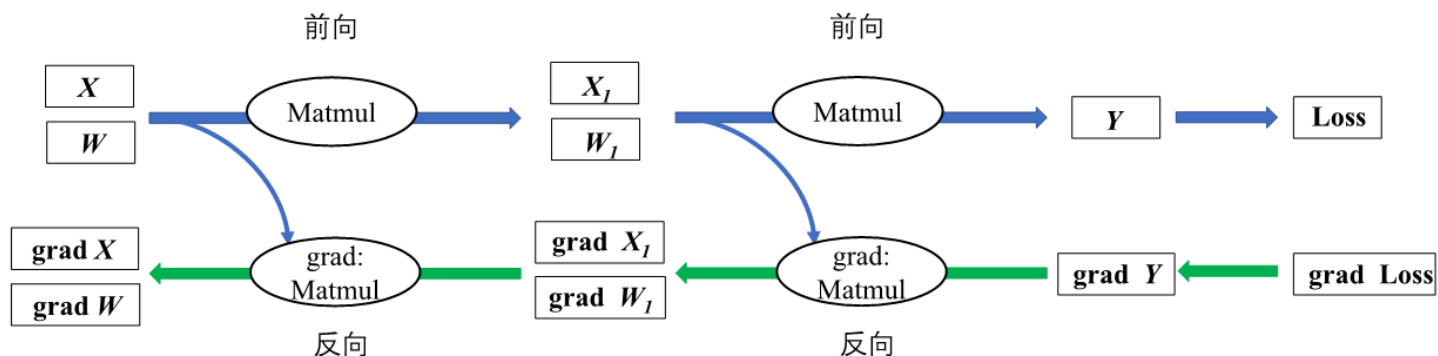 前向
前向
X
Matmul
X₁
Matmul
Y
Loss
W
W₁
grad X
grad:
Matmul
grad X₁
grad:
Matmul
grad Y
grad Loss
grad W
grad W₁
反向
反向